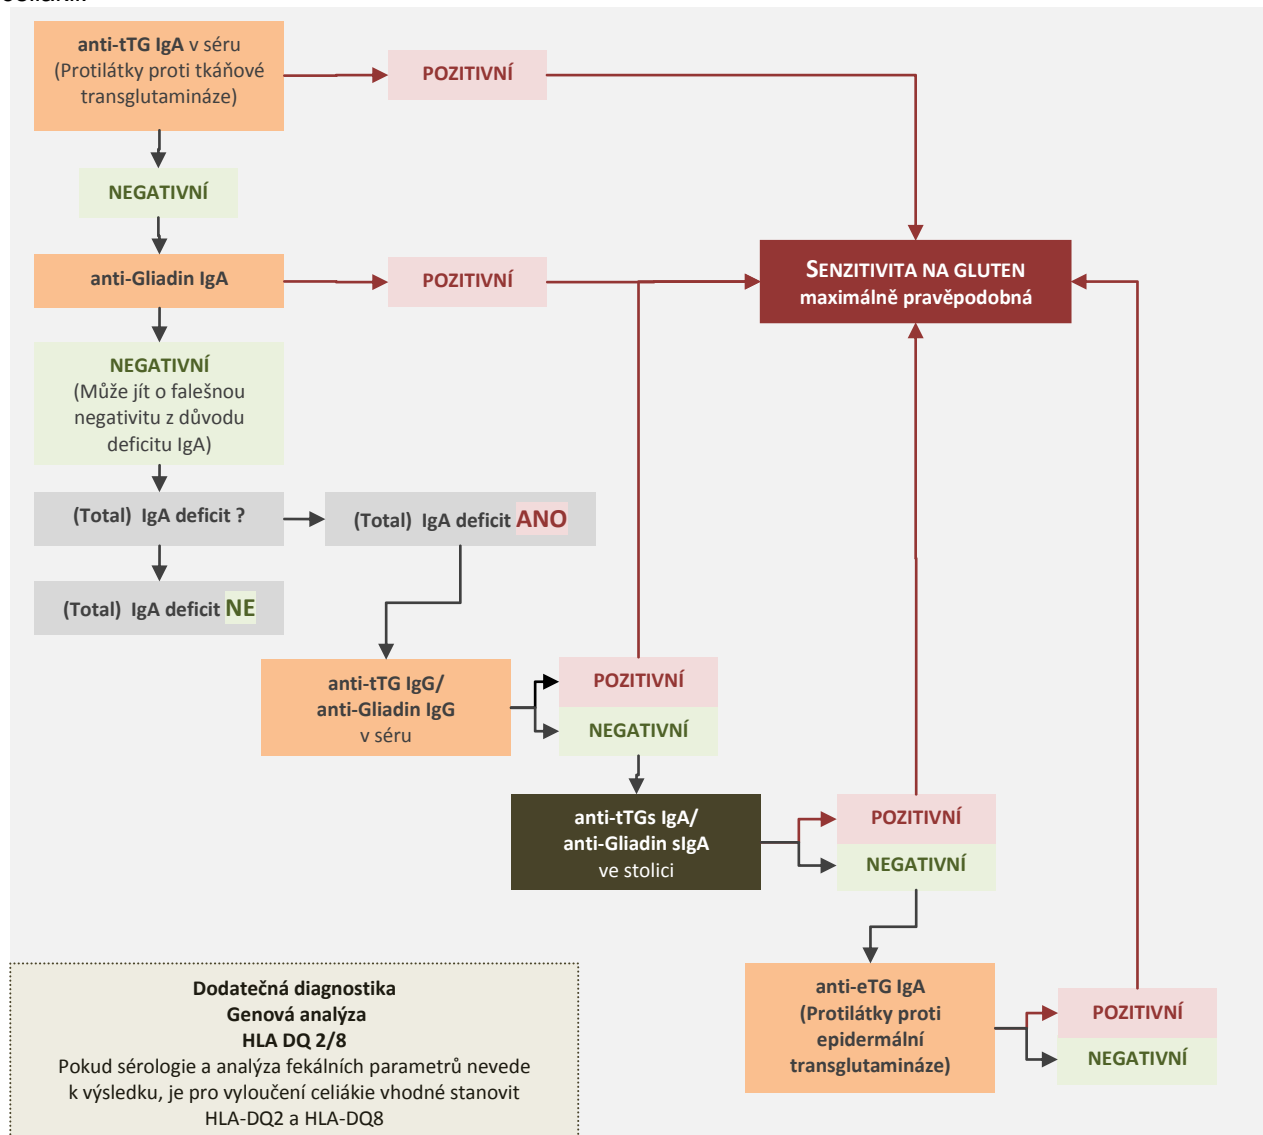 anti-tTG IgA v séru
(Protilátky proti tkáňové
transglutamináze)
POZITIVNÍ
NEGATIVNÍ
anti-Gliadin IgA
POZITIVNÍ
SENZITIVITA NA GLUTEN
maximálně pravěpodobná
NEGATIVNÍ
(Může jít o falešnou
negativitu z důvodu
deficitu IgA)
(Total) IgA deficit ?
(Total) IgA deficit ANO
(Total) IgA deficit NE
anti-tTG IgG/
anti-Gliadin IgG
v séru
POZITIVNÍ
NEGATIVNÍ
anti-tTGs IgA/
anti-Gliadin sIgA
ve stolici
POZITIVNÍ
NEGATIVNÍ
anti-eTG IgA
(Protilátky proti
epidermální
transglutamináze)
POZITIVNÍ
NEGATIVNÍ
Dodatečná diagnostika
Genová analýza
HLA DQ 2/8
Pokud sérologie a analýza fekálních parametrů nevede
k výsledku, je pro vyloučení celiákie vhodné stanovit
HLA-DQ2 a HLA-DQ8